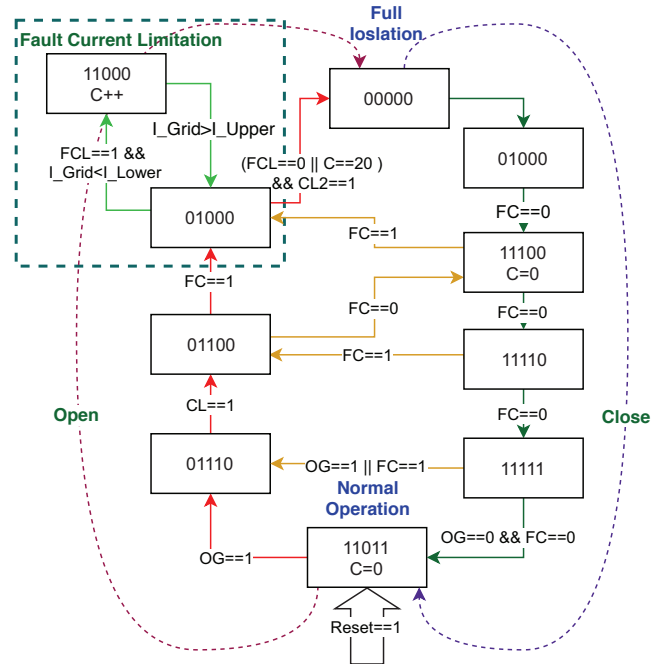 Full
Ioslation
Fault Current Limitation
11000
C++
00000
I_Grid>I_Upper
FCL==1 &&
I_Grid<I_Lower
(FCL==0 || C==20 )
&& CL2==1
01000
01000
FC==0
FC==1
11100
C=0
FC==1
FC==0
FC==0
01100
FC==1
11110
CL==1
FC==0
Open
Close
01110
OG==1 || FC==1
11111
Normal
Operation
OG==0 && FC==0
11011
C=0
OG==1
Reset==1